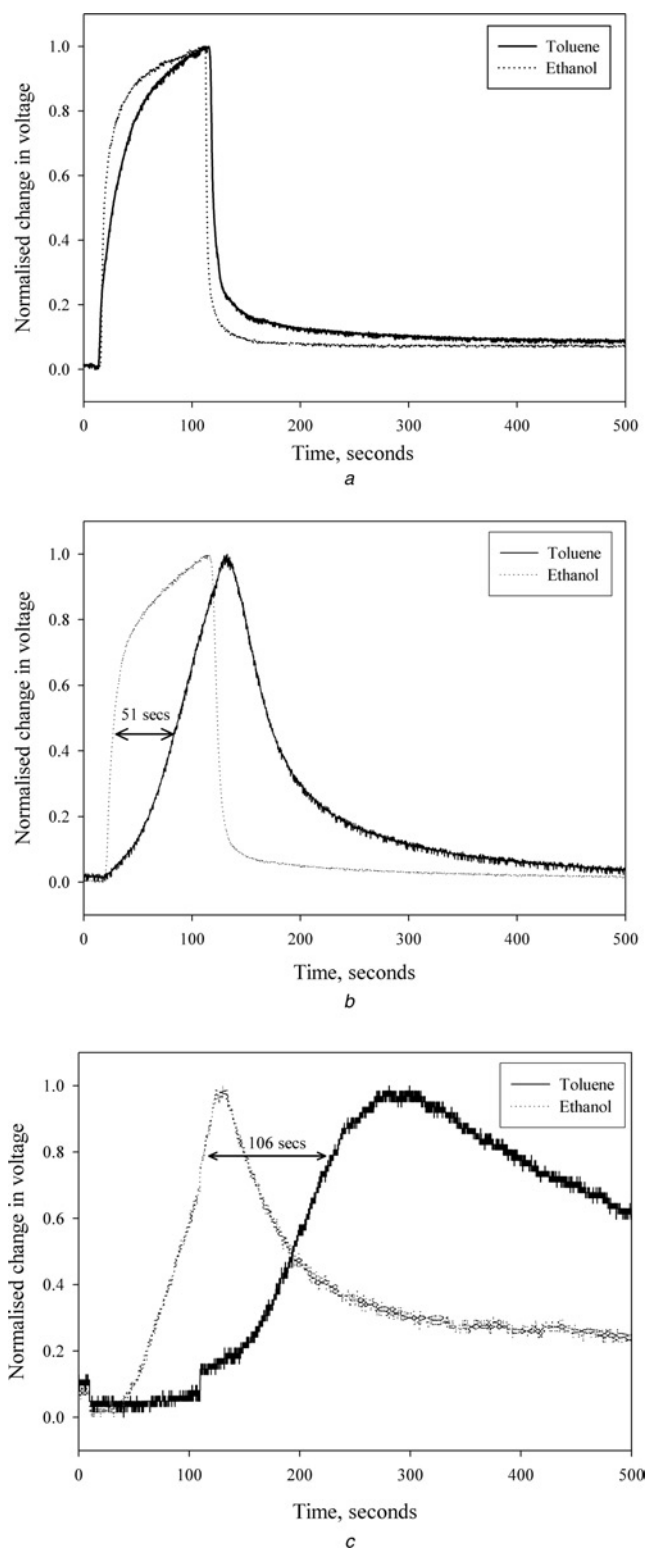 Toluene
Ethanol
1.0
0.8
0.6
0.4
0.2
0.0
Normalised change in voltage
0 100 200 300 400 500
Time, seconds
a
Toluene
Ethanol
51 secs
1.0
0.8
0.6
0.4
0.2
0.0
Normalised change in voltage
0 100 200 300 400 500
Time, seconds
b
Toluene
Ethanol
106 secs
1.0
0.8
0.6
0.4
0.2
0.0
Normalised change in voltage
0 100 200 300 400 500
Time, seconds
c